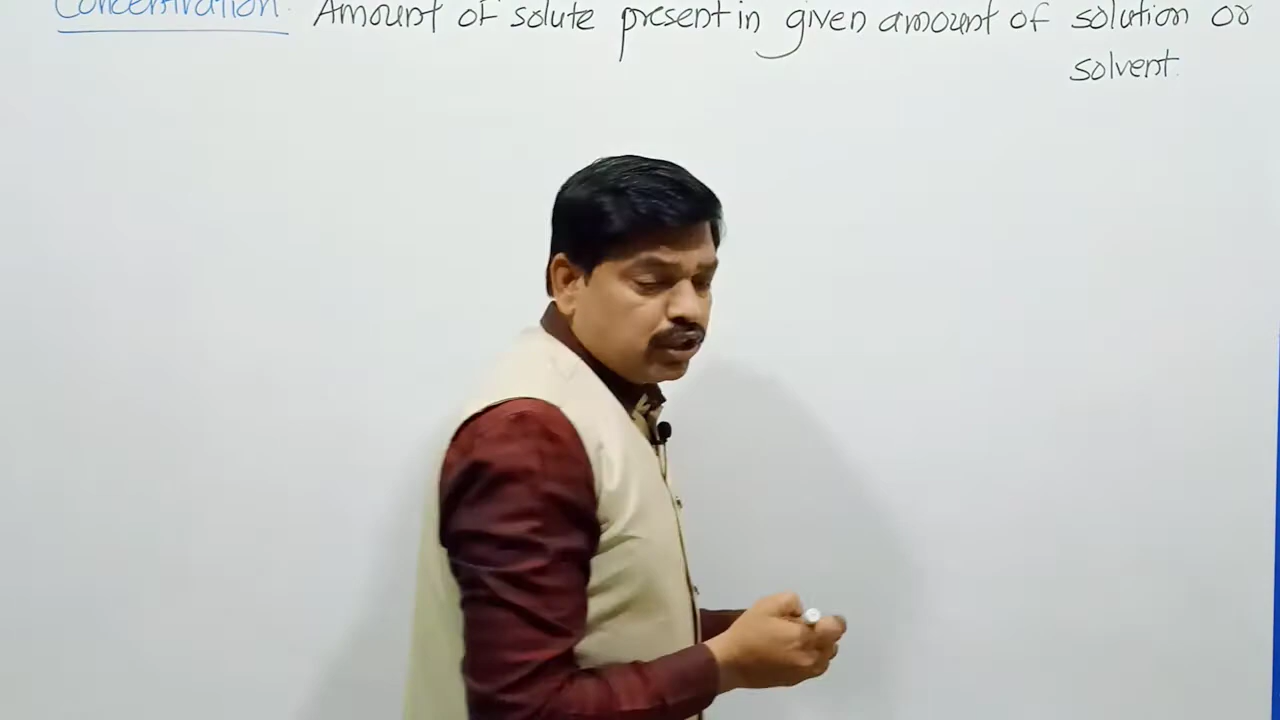 Concentration: Amount of solute present in given amount of solution or
solvent.